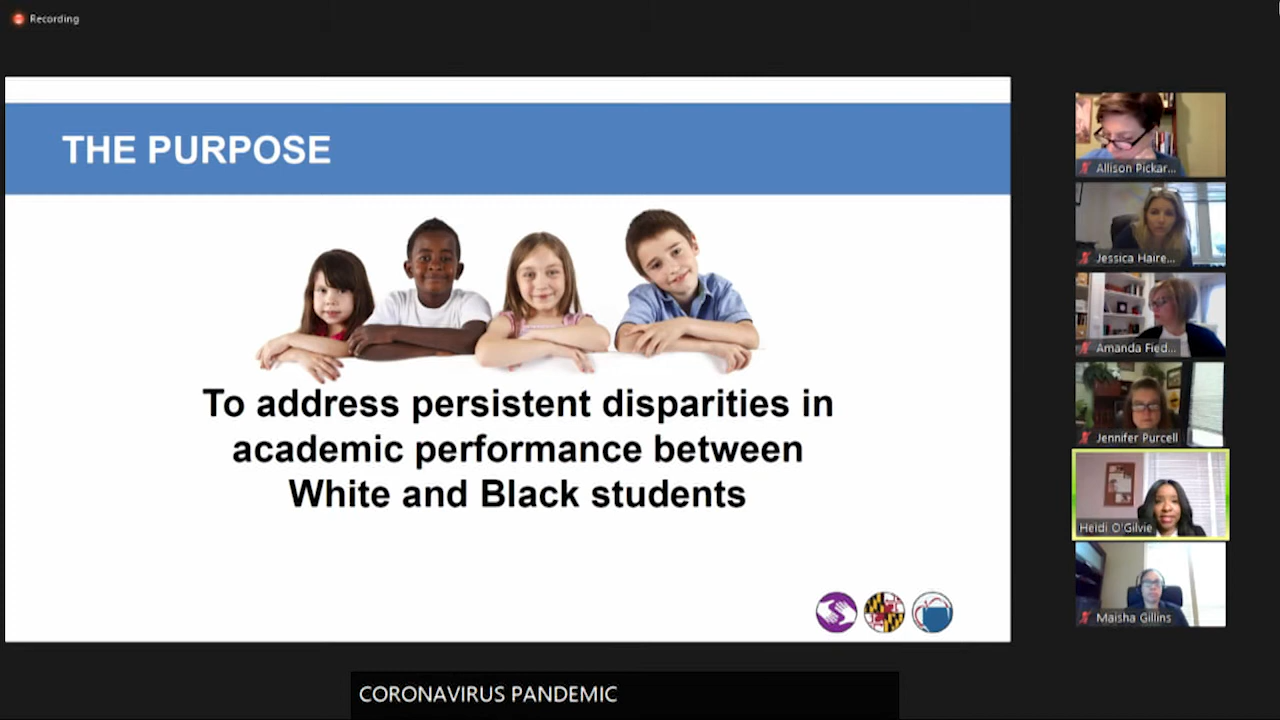 Recording
THE PURPOSE
To address persistent disparities in
academic performance between
White and Black students
Allison Pickar...
Jessica Haire...
Amanda Fied...
Jennifer Purcell
Heidi O'Gilvie
Maisha Gillins
CORONAVIRUS PANDEMIC